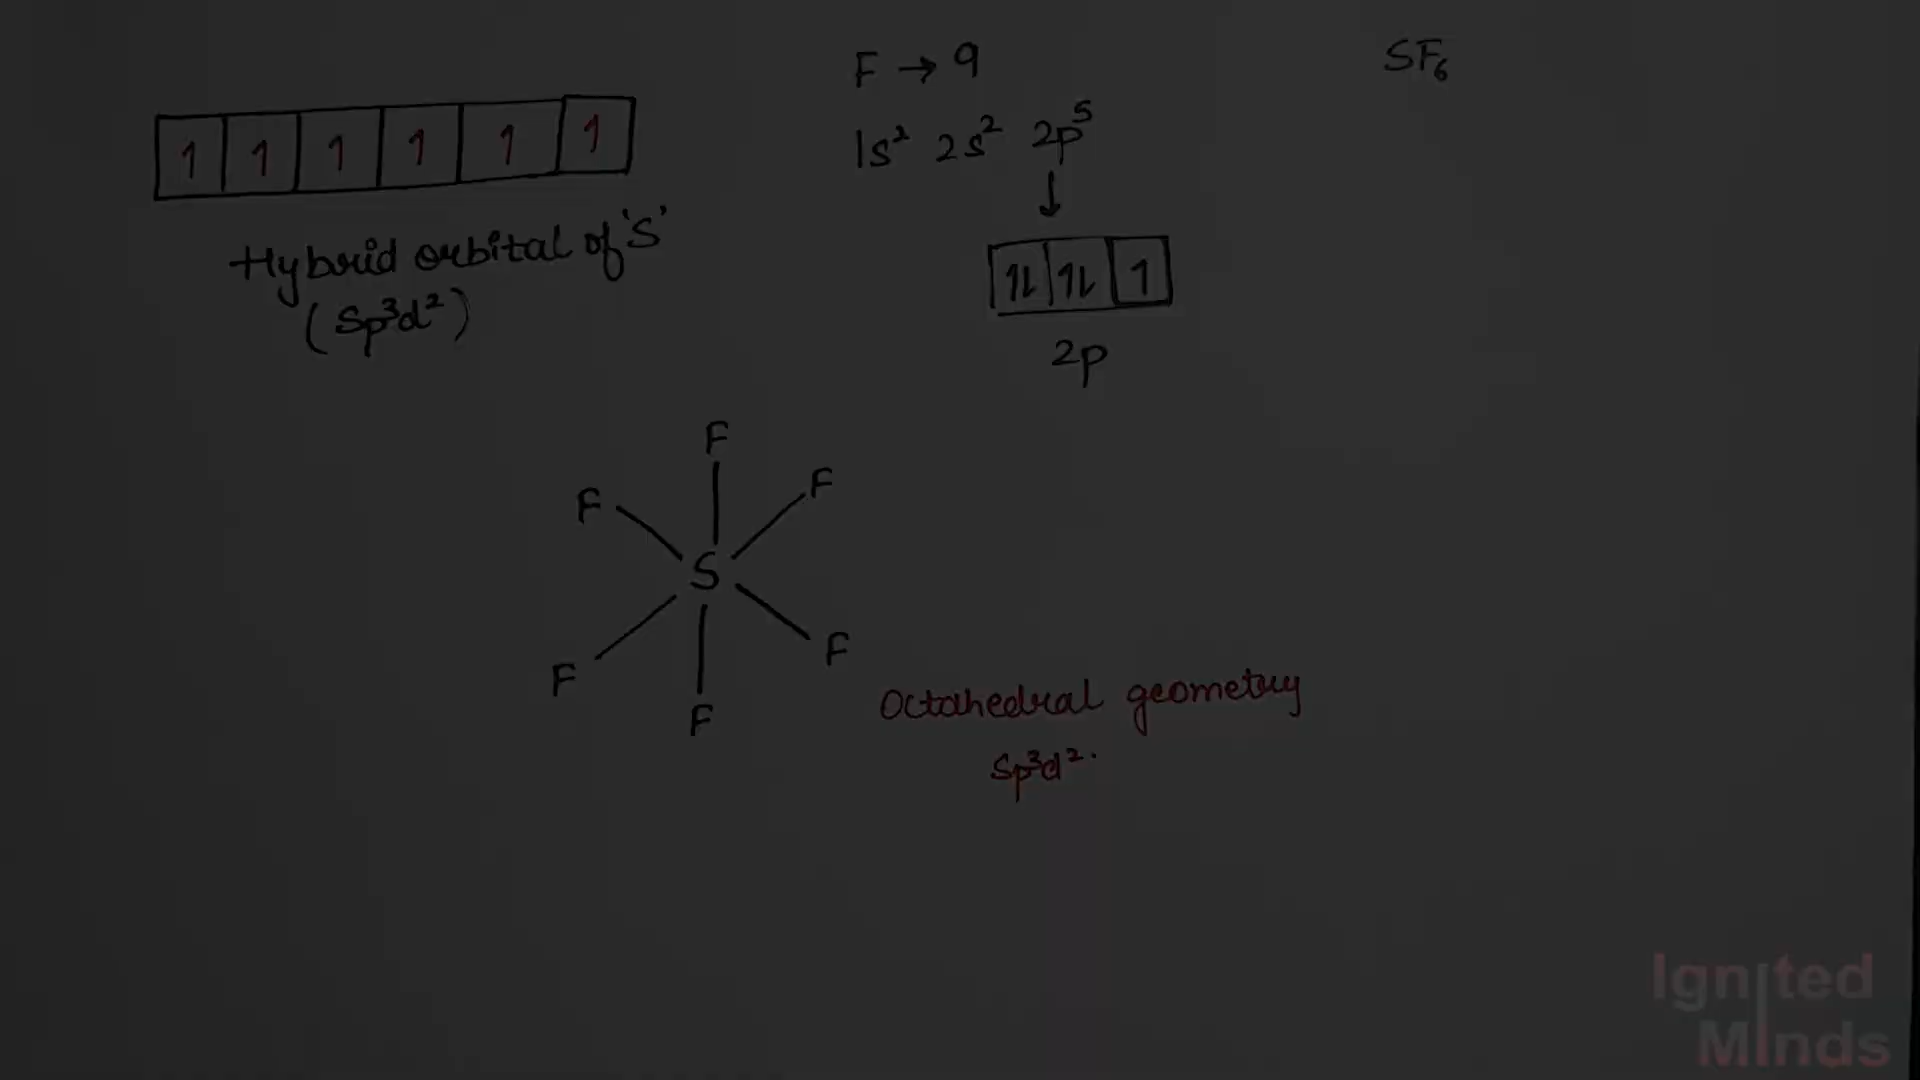 F → 9
SF₆
1 1 1 1 1 1
1s² 2s² 2p⁵
Hybrid orbital of 'S'
(Sp³d²)
↓
1l 1l 1
2p
F
F F
S
F F
F
Octahedral geometry
Sp³d².
Ignited
Minds